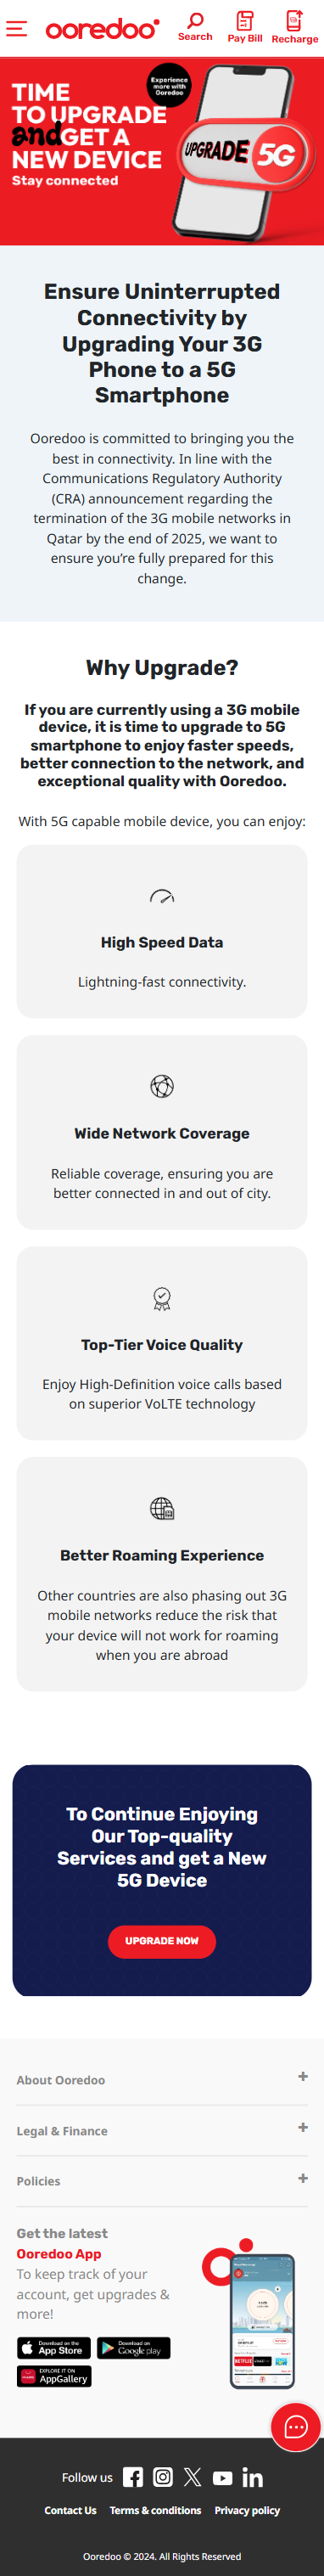 ooredoo
Search
Pay Bill
Recharge
Experience
more with
Ooredoo
TIME
TO UPGRADE
and GET A
NEW DEVICE
Stay connected
UPGRADE 5G
Ensure Uninterrupted
Connectivity by
Upgrading Your 3G
Phone to a 5G
Smartphone
Ooredoo is committed to bringing you the
best in connectivity. In line with the
Communications Regulatory Authority
(CRA) announcement regarding the
termination of the 3G mobile networks in
Qatar by the end of 2025, we want to
ensure you’re fully prepared for this
change.
Why Upgrade?
If you are currently using a 3G mobile
device, it is time to upgrade to 5G
smartphone to enjoy faster speeds,
better connection to the network, and
exceptional quality with Ooredoo.
With 5G capable mobile device, you can enjoy:
High Speed Data
Lightning-fast connectivity.
Wide Network Coverage
Reliable coverage, ensuring you are
better connected in and out of city.
Top-Tier Voice Quality
Enjoy High-Definition voice calls based
on superior VoLTE technology
Better Roaming Experience
Other countries are also phasing out 3G
mobile networks reduce the risk that
your device will not work for roaming
when you are abroad
To Continue Enjoying
Our Top-quality
Services and get a New
5G Device
UPGRADE NOW
About Ooredoo +
Legal & Finance +
Policies +
Get the latest
Ooredoo App
To keep track of your
account, get upgrades &
more!
Download on the
App Store
Download on
Google play
EXPLORE IT ON
AppGallery
NETFLIX
Follow us
Contact Us
Terms & conditions
Privacy policy
Ooredoo © 2024. All Rights Reserved